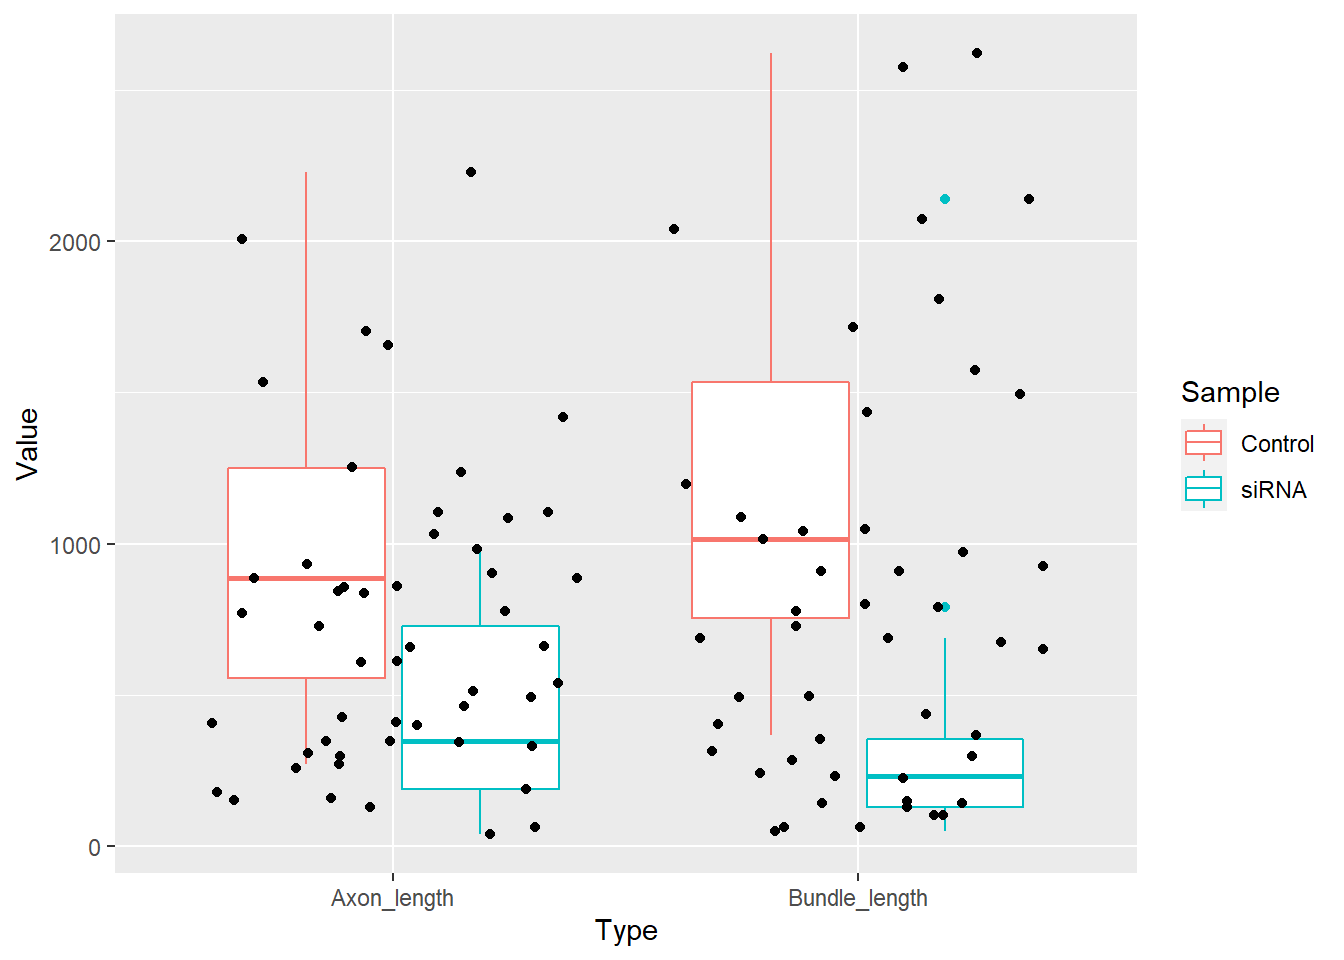 Value
2000
1000
0
Axon_length
Bundle_length
Type
Sample
Control
siRNA